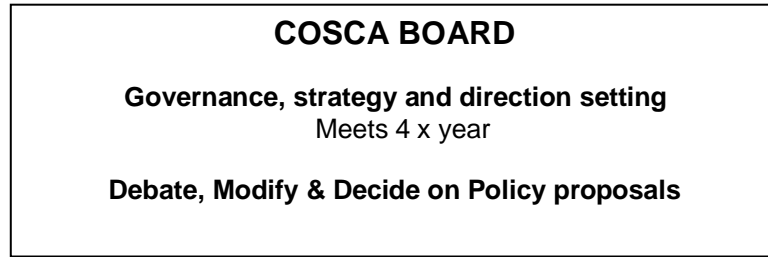 COSCA BOARD
Governance, strategy and direction setting
Meets 4 x year
Debate, Modify & Decide on Policy proposals